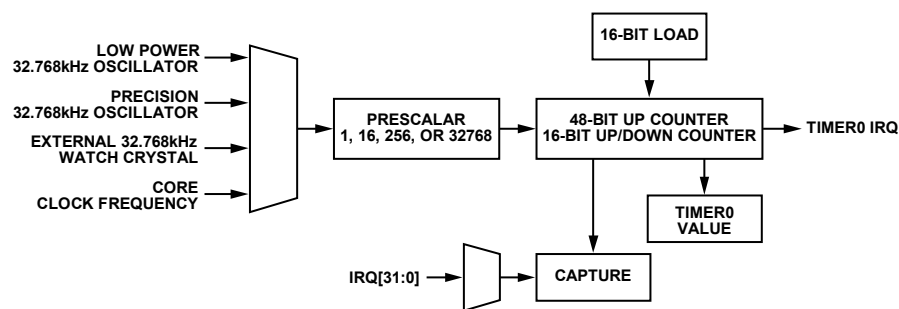 16-BIT LOAD
LOW POWER
32.768kHz OSCILLATOR
PRECISION
32.768kHz OSCILLATOR
EXTERNAL 32.768kHz
WATCH CRYSTAL
CORE
CLOCK FREQUENCY
PRESCALAR
1, 16, 256, OR 32768
48-BIT UP COUNTER
16-BIT UP/DOWN COUNTER
TIMER0 IRQ
TIMER0
VALUE
IRQ[31:0]
CAPTURE